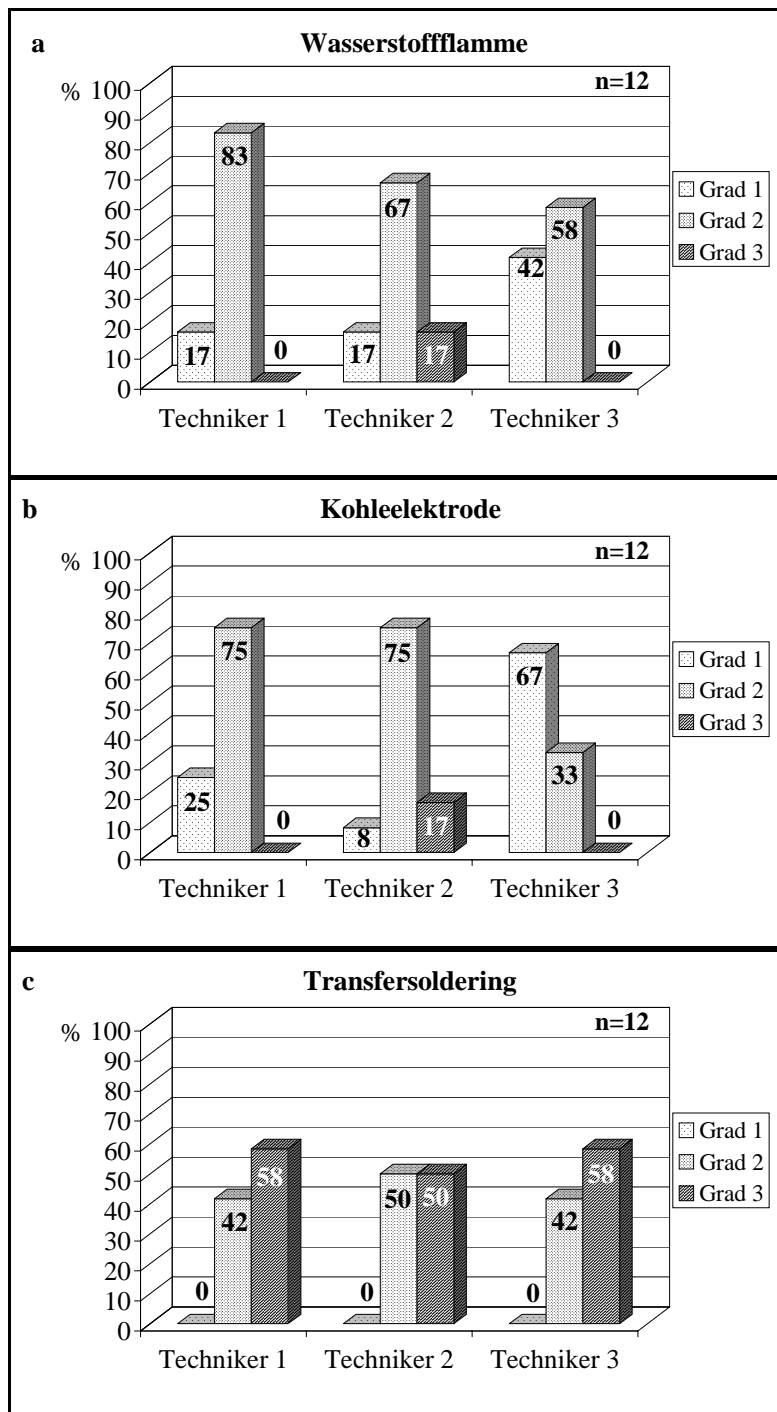 a
Wasserstoffflamme
n=12
% 100
90
80
70
60
50
40
30
20
10
0
83
67
58
42
17 0 17 17 0
Techniker 1 Techniker 2 Techniker 3
Grad 1
Grad 2
Grad 3
b
Kohleelektrode
n=12
% 100
90
80
70
60
50
40
30
20
10
0
75 75 67
33
25 0 8 17 0
Techniker 1 Techniker 2 Techniker 3
Grad 1
Grad 2
Grad 3
c
Transfersoldering
n=12
% 100
90
80
70
60
50
40
30
20
10
0
0 42 58 0 50 50 0 42 58
Techniker 1 Techniker 2 Techniker 3
Grad 1
Grad 2
Grad 3